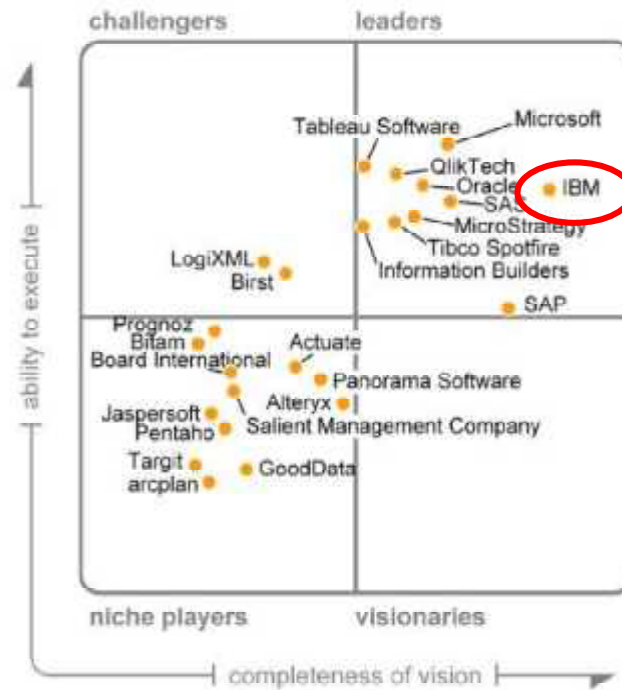 challengers
leaders
Microsoft
Tableau Software
QlikTech
Oracle
IBM
SAS
MicroStrategy
Tibco Spotfire
Information Builders
LogiXML
Birst
SAP
Prognoz
Bitam
Board International
Actuate
Panorama Software
Alteryx
Jaspersoft
Pentaho
Salient Management Company
Targit
arcplan
GoodData
niche players
visionaries
ability to execute
completeness of vision